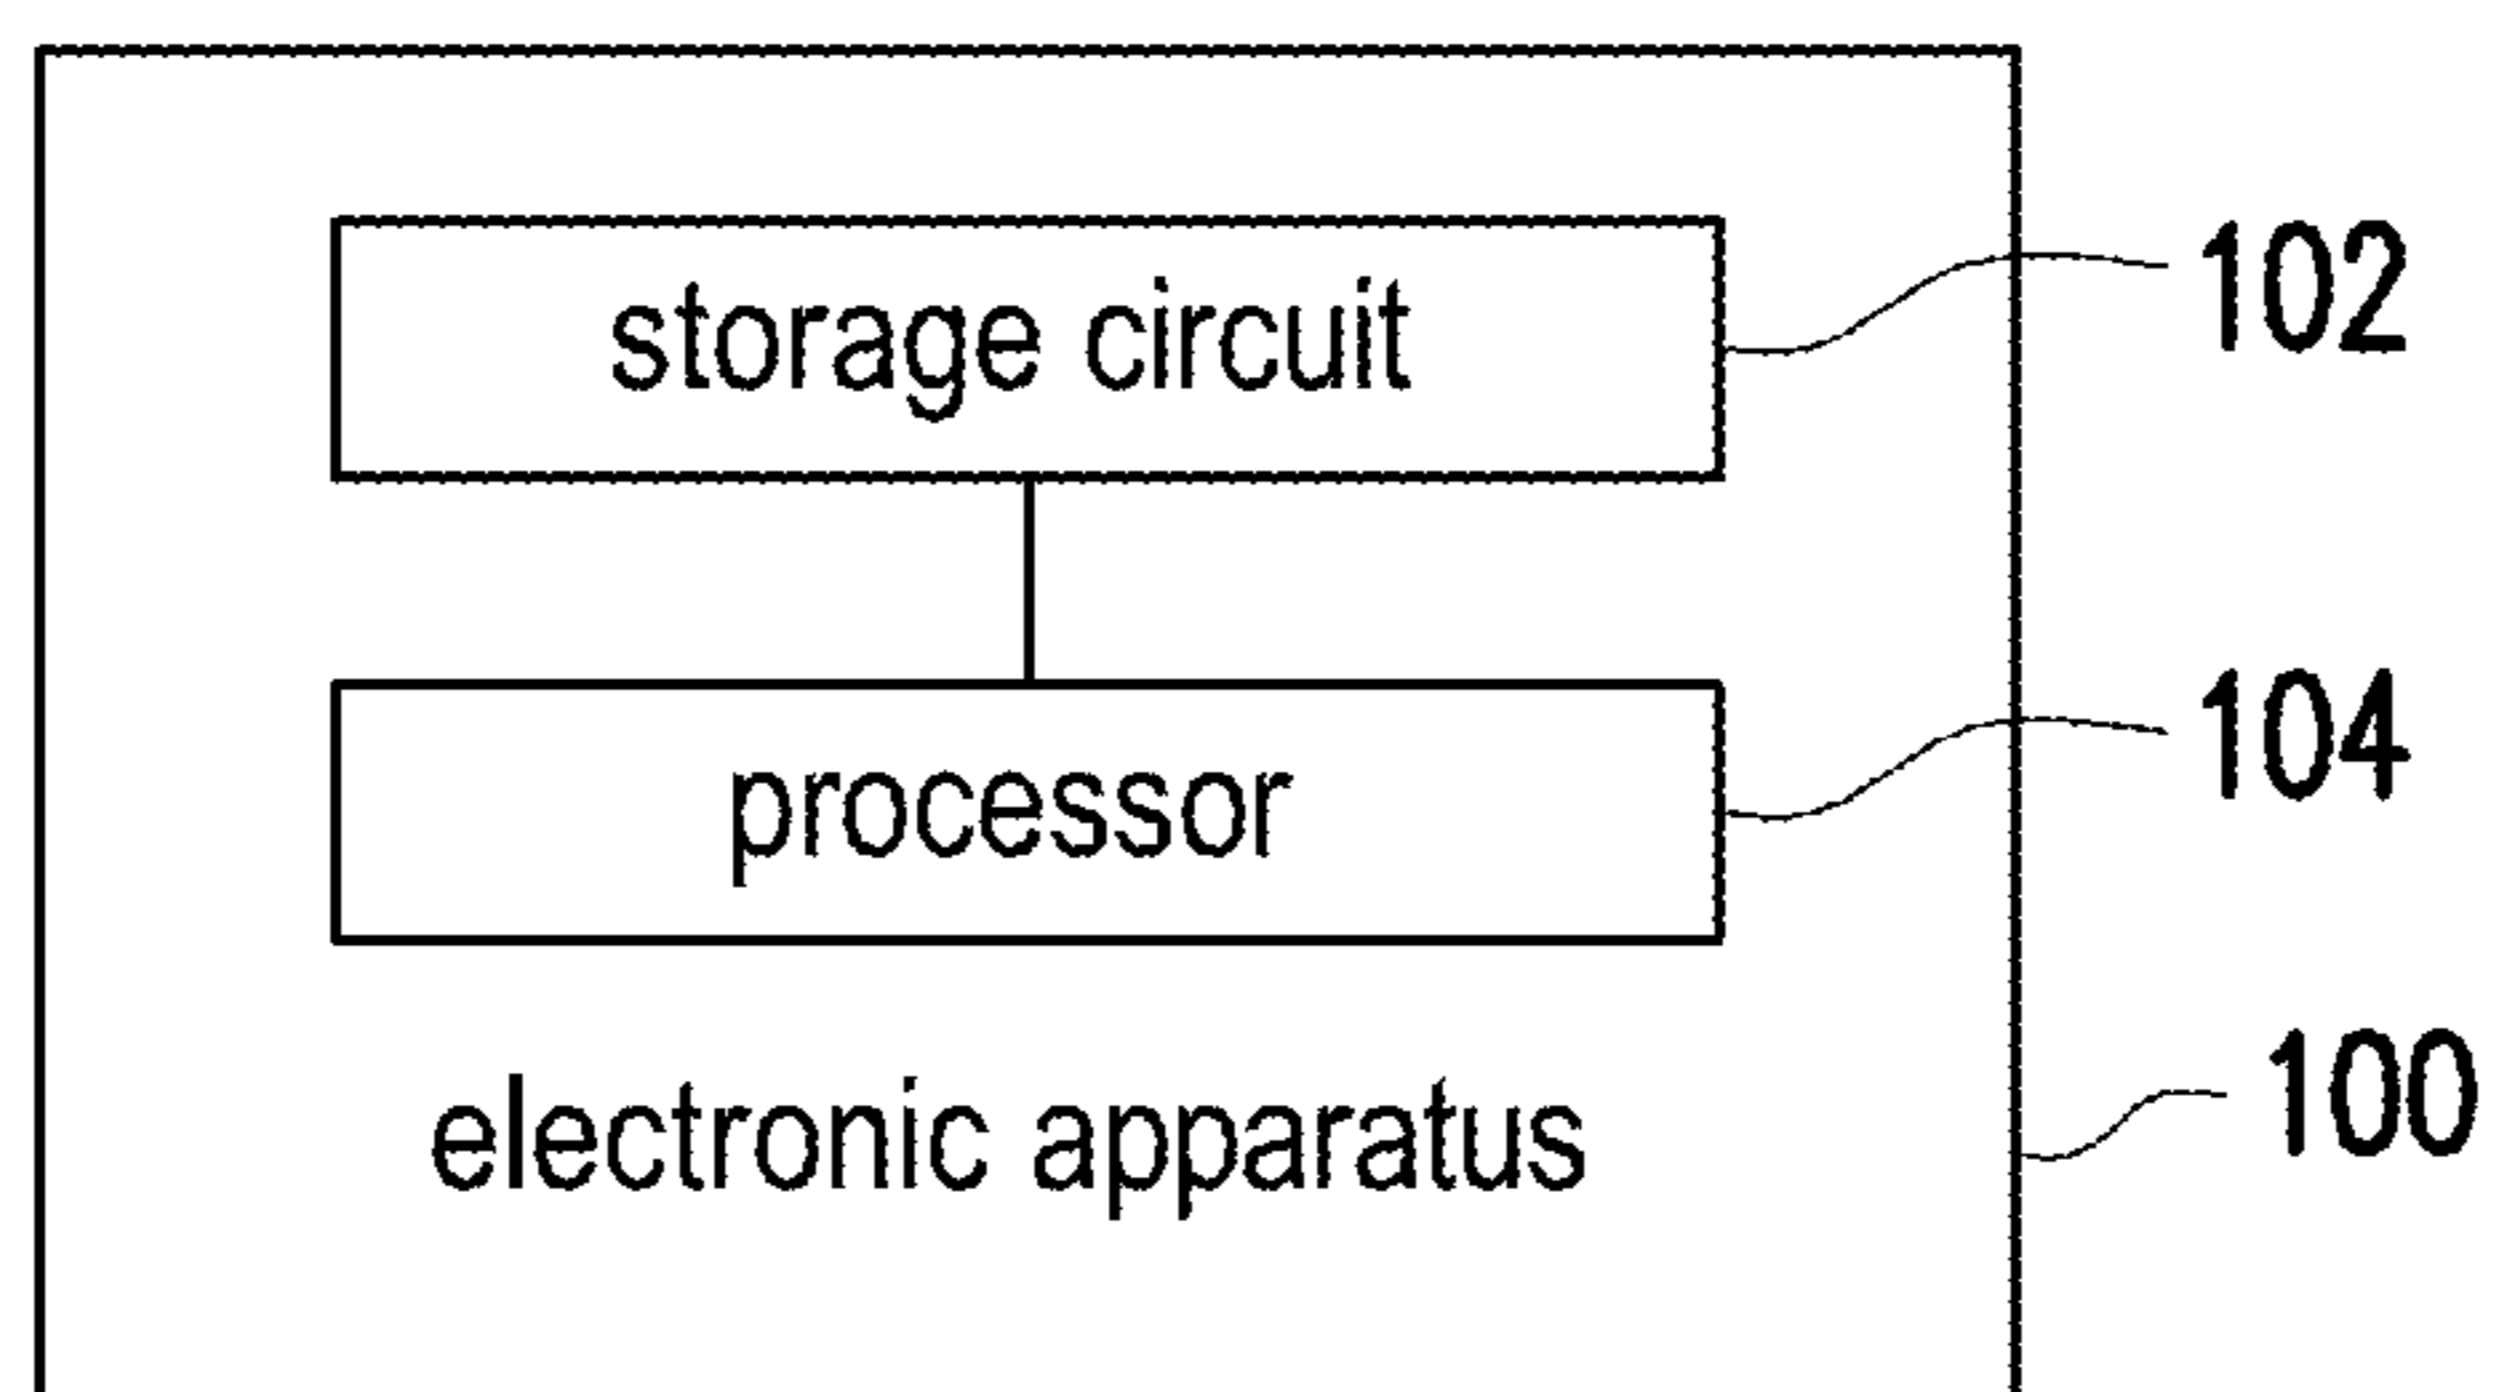 storage circuit
102
processor
104
electronic apparatus
100